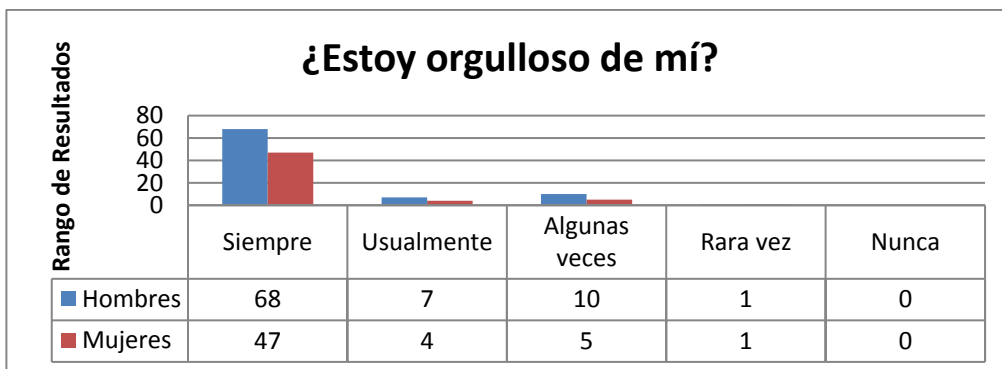 ¿Estoy orgulloso de mí?
Rango de Resultados
80
60
40
20
0
Siempre Usualmente Algunas veces Rara vez Nunca
Hombres 68 7 10 1 0
Mujeres 47 4 5 1 0